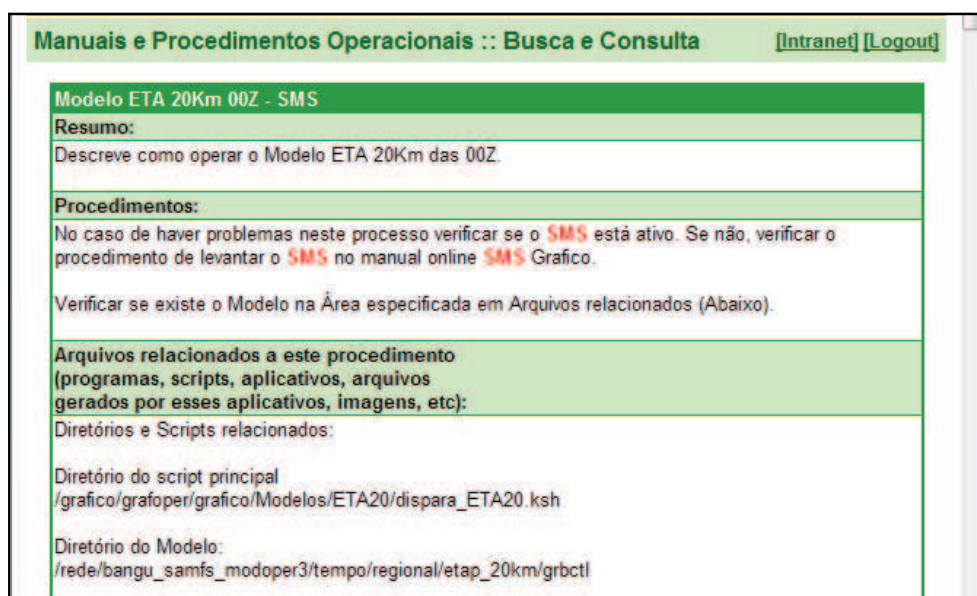 Manuais e Procedimentos Operacionais :: Busca e Consulta [Intranet] [Logout]
Modelo ETA 20Km 00Z - SMS
Resumo:
Descreve como operar o Modelo ETA 20Km das 00Z.
Procedimentos:
No caso de haver problemas neste processo verificar se o SMS está ativo. Se não, verificar o
procedimento de levantar o SMS no manual online SMS Grafico.
Verificar se existe o Modelo na Área especificada em Arquivos relacionados (Abaixo).
Arquivos relacionados a este procedimento
(programas, scripts, aplicativos, arquivos
gerados por esses aplicativos, imagens, etc):
Diretórios e Scripts relacionados:
Diretório do script principal
/grafico/grafoper/grafico/Modelos/ETA20/dispara_ETA20.ksh
Diretório do Modelo:
/rede/bangu_samfs_modoper3/tempo/regional/etap_20km/grbctl